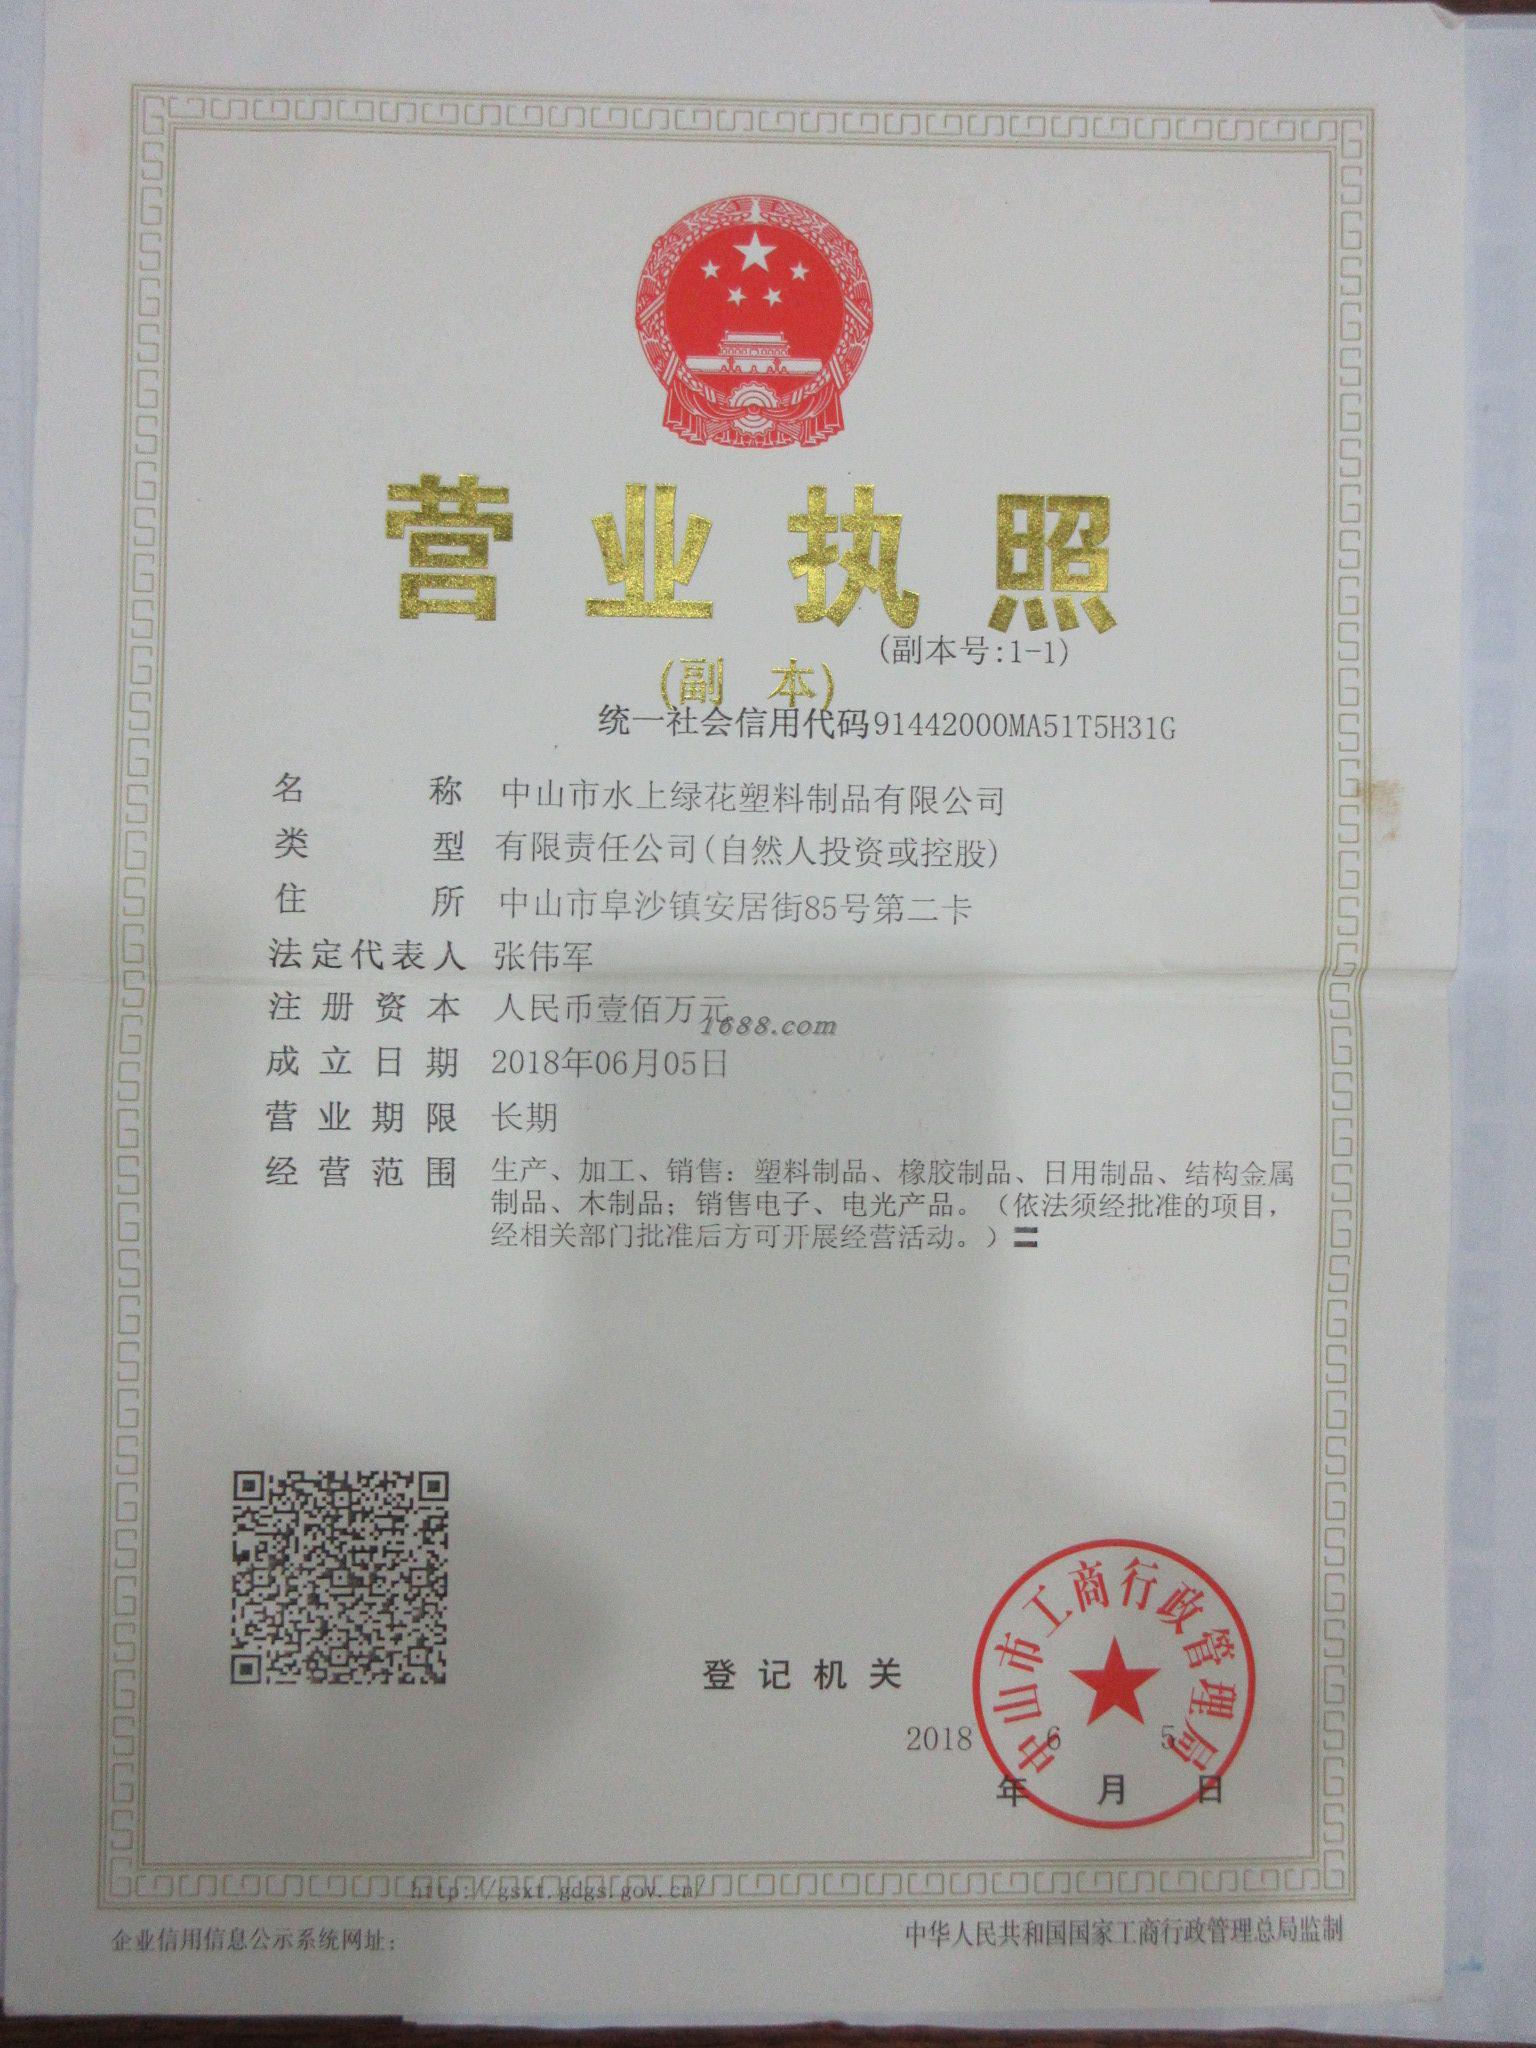 营业执照
(副本号:1-1)
(副 本)
统一社会信用代码91442000MA51T5H31G
名 称 中山市水上绿花塑料制品有限公司
类 型 有限责任公司(自然人投资或控股)
住 所 中山市阜沙镇安居街85号第二卡
法定代表人 张伟军
注册资本 人民币壹佰万元
1688.com
成立日期 2018年06月05日
营业期限 长期
经营范围 生产、加工、销售：塑料制品、橡胶制品、日用制品、结构金属
制品、木制品；销售电子、电光产品。（依法须经批准的项目，
经相关部门批准后方可开展经营活动。）〓
中山市工商行政管理局
登记机关
2018 6 5
年 月 日
http://gsxt.gdgs.gov.cn/
企业信用信息公示系统网址：
中华人民共和国国家工商行政管理总局监制